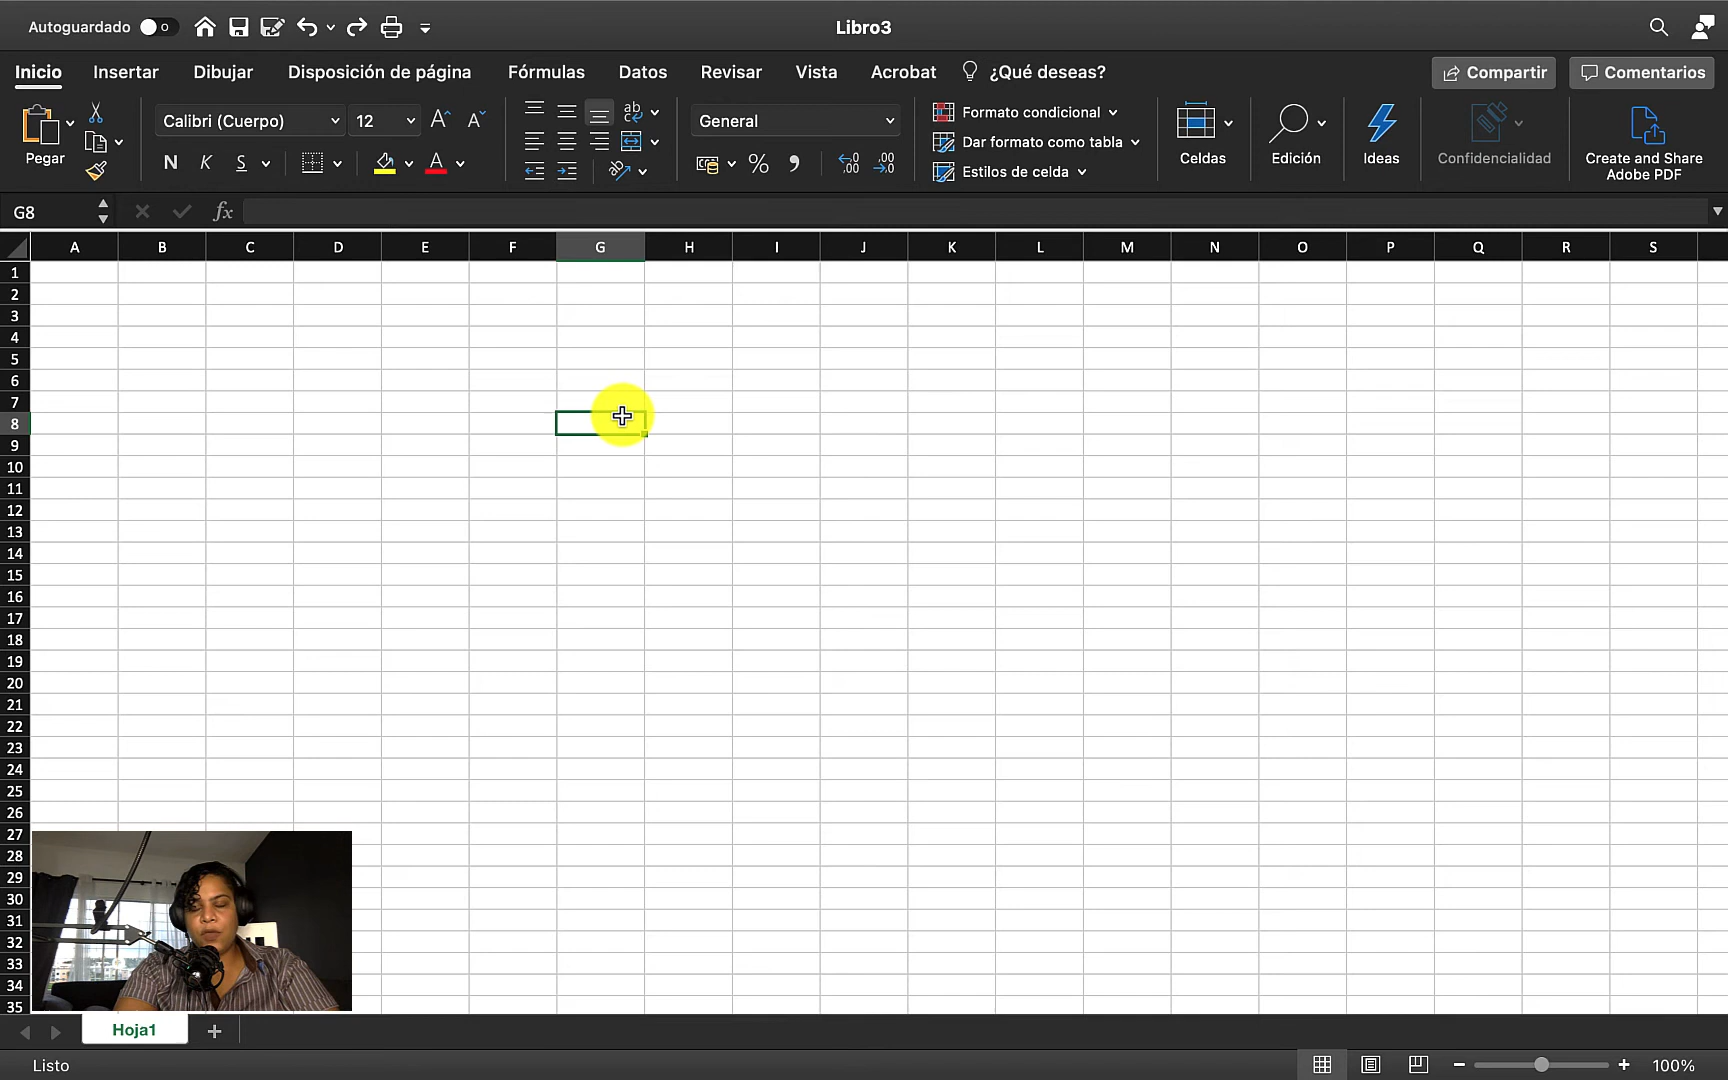 Autoguardado
Libro3
Inicio Insertar Dibujar Disposición de página Fórmulas Datos Revisar Vista Acrobat ¿Qué deseas? Compartir Comentarios
Pegar
Calibri (Cuerpo) 12
N K S
General
Formato condicional
Dar formato como tabla
Estilos de celda
Celdas
Edición
Ideas
Confidencialidad
Create and Share
Adobe PDF
G8 fx
A B C D E F G H I J K L M N O P Q R S
1
2
3
4
5
6
7
8
9
10
11
12
13
14
15
16
17
18
19
20
21
22
23
24
25
26
27
28
29
30
31
32
33
34
35
Hoja1
Listo 100%